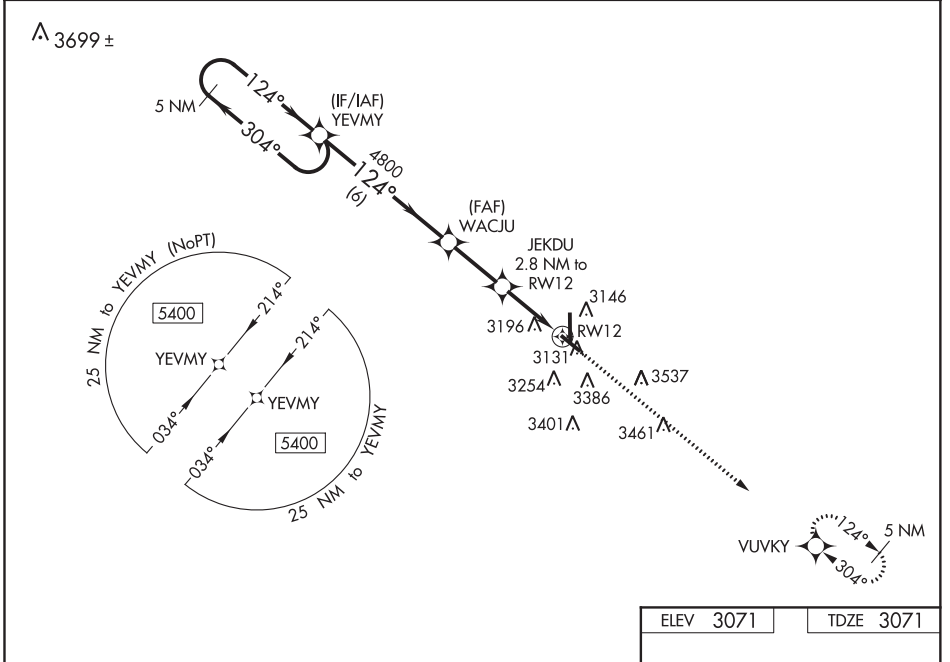 3699 ±
5 NM
124°
304°
(IF/IAF)
YEVMY
4800
124°
(6)
(FAF)
WACJU
JEKDU
2.8 NM to
RW12
3146
3196
RW12
3131
3254
3386
3537
3401
3461
25 NM to YEVMY (NoPT)
5400
214°
YEVMY
034°
214°
YEVMY
034°
5400
25 NM to YEVMY
VUVKY
124°
5 NM
304°
ELEV 3071
TDZE 3071